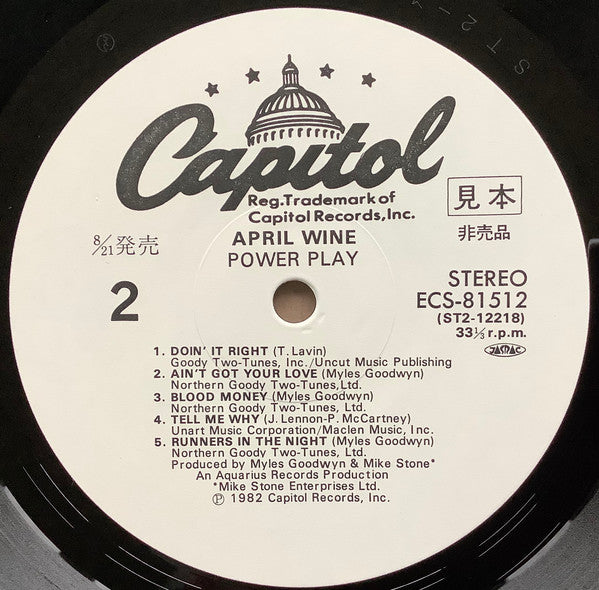 ST2-
Ⓡ
Capitol
Reg.Trademark of
Capitol Records,Inc.
見本
非売品
8/21発売
APRIL WINE
POWER PLAY
2
STEREO
ECS-81512
(ST2-12218)
33⅓ r.p.m.
JASRAC
1. DOIN' IT RIGHT (T. Lavin)
Goody Two-Tunes, Inc./Uncut Music Publishing
2. AIN'T GOT YOUR LOVE (Myles Goodwyn)
Northern Goody Two-Tunes,Ltd.
3. BLOOD MONEY (Myles Goodwyn)
Northern Goody Two-Tunes, Ltd.
4. TELL ME WHY (J. Lennon-P. McCartney)
Unart Music Corporation/Maclen Music, Inc.
5. RUNNERS IN THE NIGHT (Myles Goodwyn)
Northern Goody Two-Tunes, Ltd.
Produced by Myles Goodwyn & Mike Stone*
An Aquarius Records Production
*Mike Stone Enterprises Ltd.
Ⓟ 1982 Capitol Records, Inc.